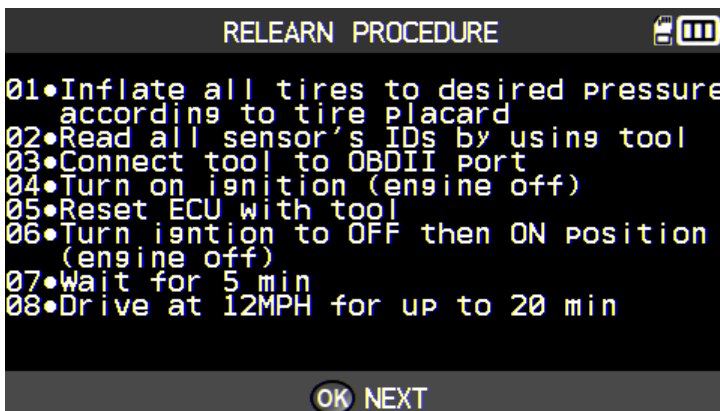 RELEARN PROCEDURE
01•Inflate all tires to desired pressure
according to tire placard
02•Read all sensor's IDs by using tool
03•Connect tool to OBDII port
04•Turn on ignition (engine off)
05•Reset ECU with tool
06•Turn igntion to OFF then ON position
(engine off)
07•Wait for 5 min
08•Drive at 12MPH for up to 20 min
OK NEXT